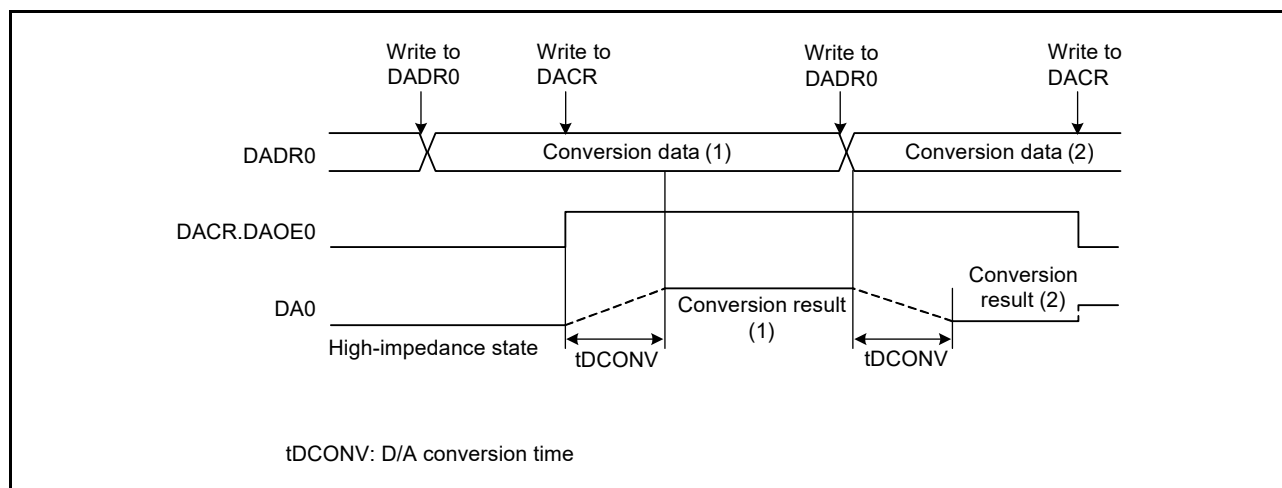 Write to
DADR0
Write to
DACR
Write to
DADR0
Write to
DACR
DADR0
Conversion data (1)
Conversion data (2)
DACR.DAOE0
DA0
Conversion result
(1)
Conversion
result (2)
High-impedance state
tDCONV
tDCONV
tDCONV: D/A conversion time